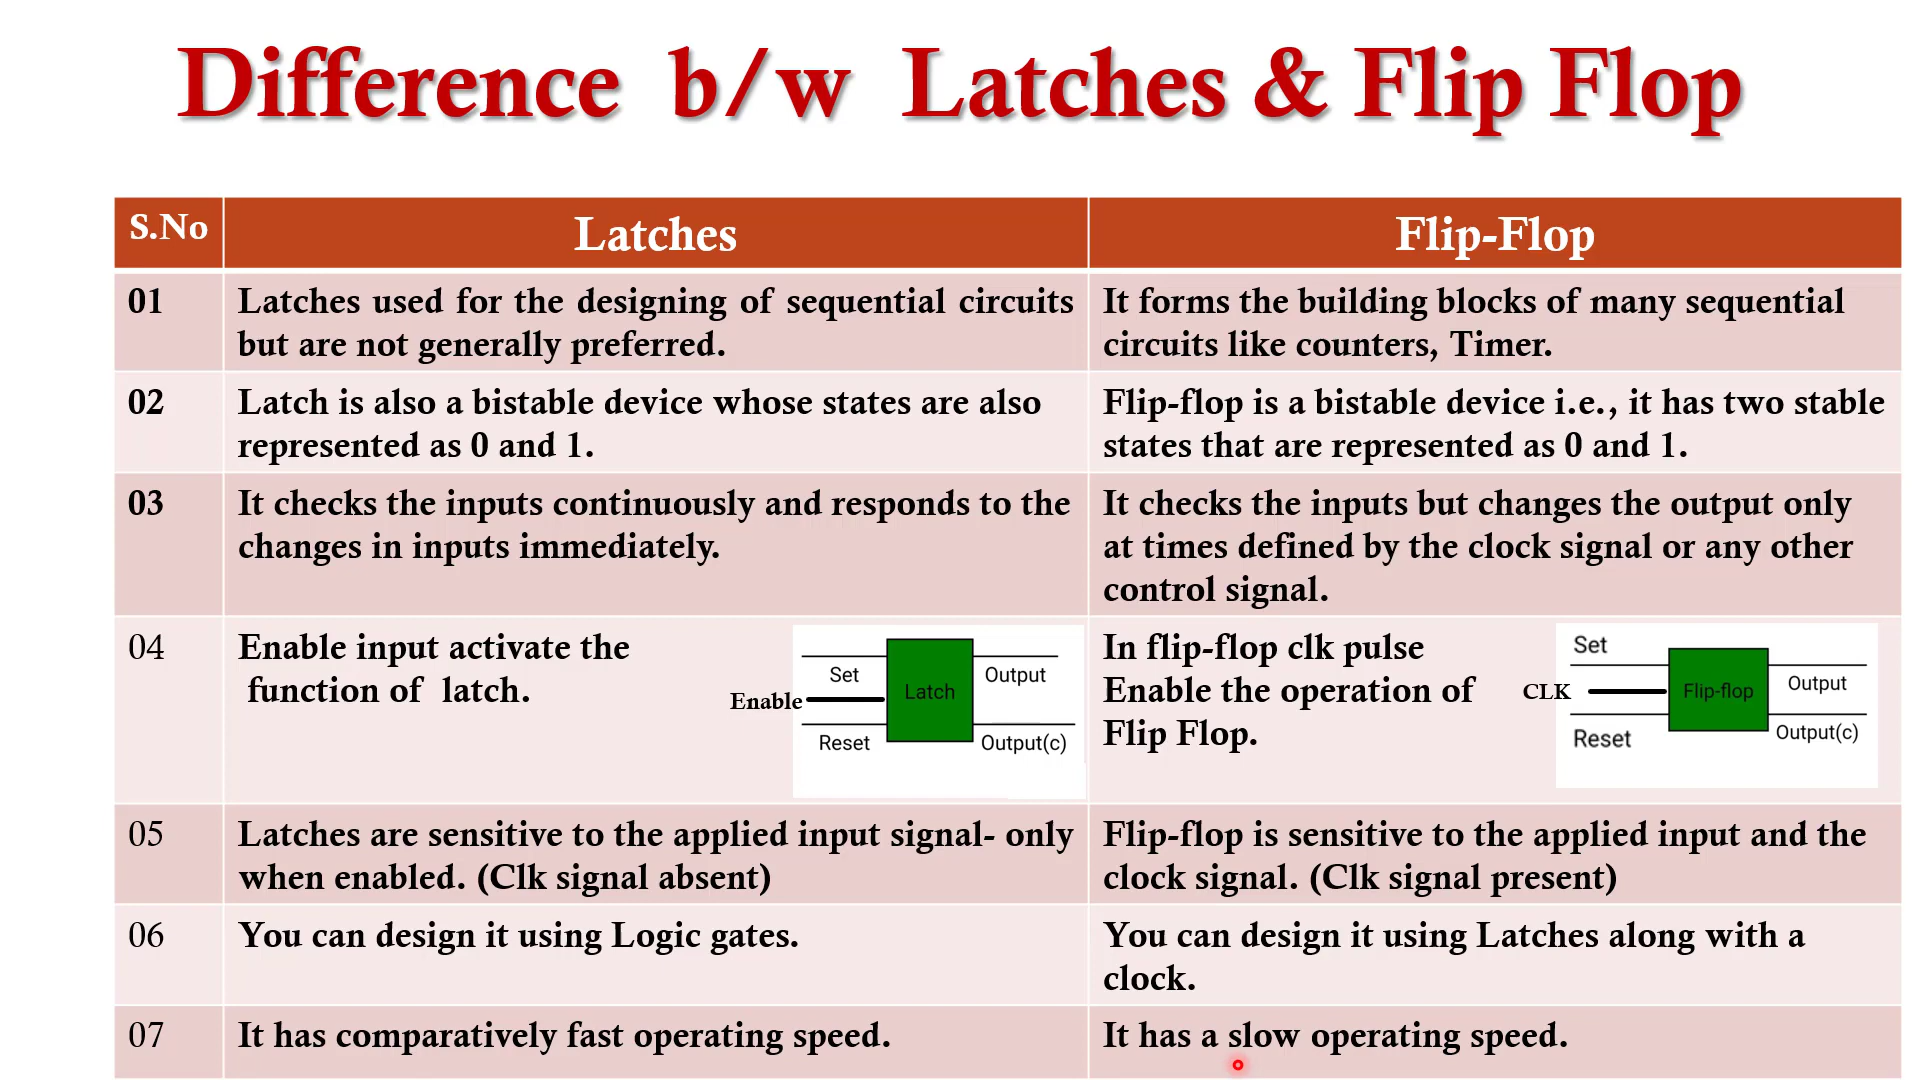 Difference b/w Latches & Flip Flop
S.No
Latches
Flip-Flop
01
Latches used for the designing of sequential circuits
but are not generally preferred.
It forms the building blocks of many sequential
circuits like counters, Timer.
02
Latch is also a bistable device whose states are also
represented as 0 and 1.
Flip-flop is a bistable device i.e., it has two stable
states that are represented as 0 and 1.
03
It checks the inputs continuously and responds to the
changes in inputs immediately.
It checks the inputs but changes the output only
at times defined by the clock signal or any other
control signal.
04
Enable input activate the
function of latch.
Enable
Set
Reset
Latch
Output
Output(c)
In flip-flop clk pulse
Enable the operation of
Flip Flop.
Set
CLK
Reset
Flip-flop
Output
Output(c)
05
Latches are sensitive to the applied input signal- only
when enabled. (Clk signal absent)
Flip-flop is sensitive to the applied input and the
clock signal. (Clk signal present)
06
You can design it using Logic gates.
You can design it using Latches along with a
clock.
07
It has comparatively fast operating speed.
It has a slow operating speed.